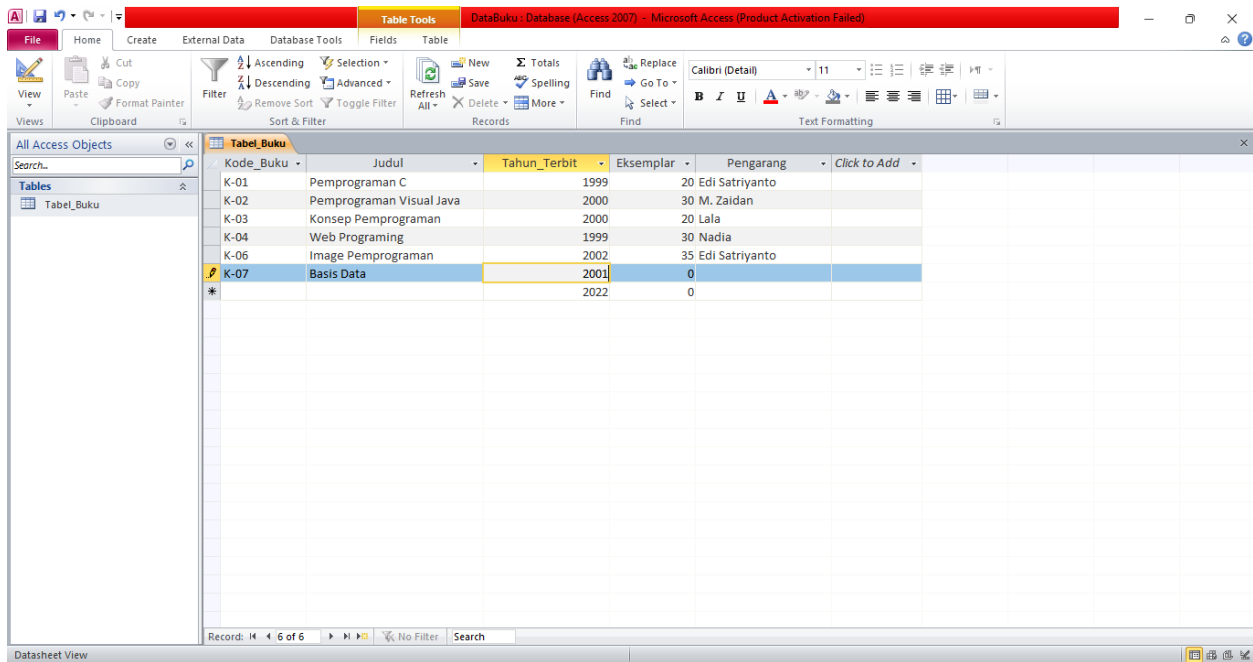 Table Tools DataBuku : Database (Access 2007) - Microsoft Access (Product Activation Failed)
File Home Create External Data Database Tools Fields Table
Cut Ascending Selection New Totals Replace Calibri (Detail) 11
Copy Descending Advanced Save Spelling Go To
View Paste Format Painter Filter Remove Sort Toggle Filter Refresh All Delete More Find Select B I U A
Views Clipboard Sort & Filter Records Find Text Formatting
All Access Objects Tabel_Buku
Search... Kode_Buku Judul Tahun_Terbit Eksemplar Pengarang Click to Add
Tables K-01 Pemprograman C 1999 20 Edi Satriyanto
Tabel_Buku K-02 Pemprograman Visual Java 2000 30 M. Zaidan
K-03 Konsep Pemprograman 2000 20 Lala
K-04 Web Programing 1999 30 Nadia
K-06 Image Pemprograman 2002 35 Edi Satriyanto
K-07 Basis Data 2001 0
2022 0
Record: 6 of 6 No Filter Search
Datasheet View